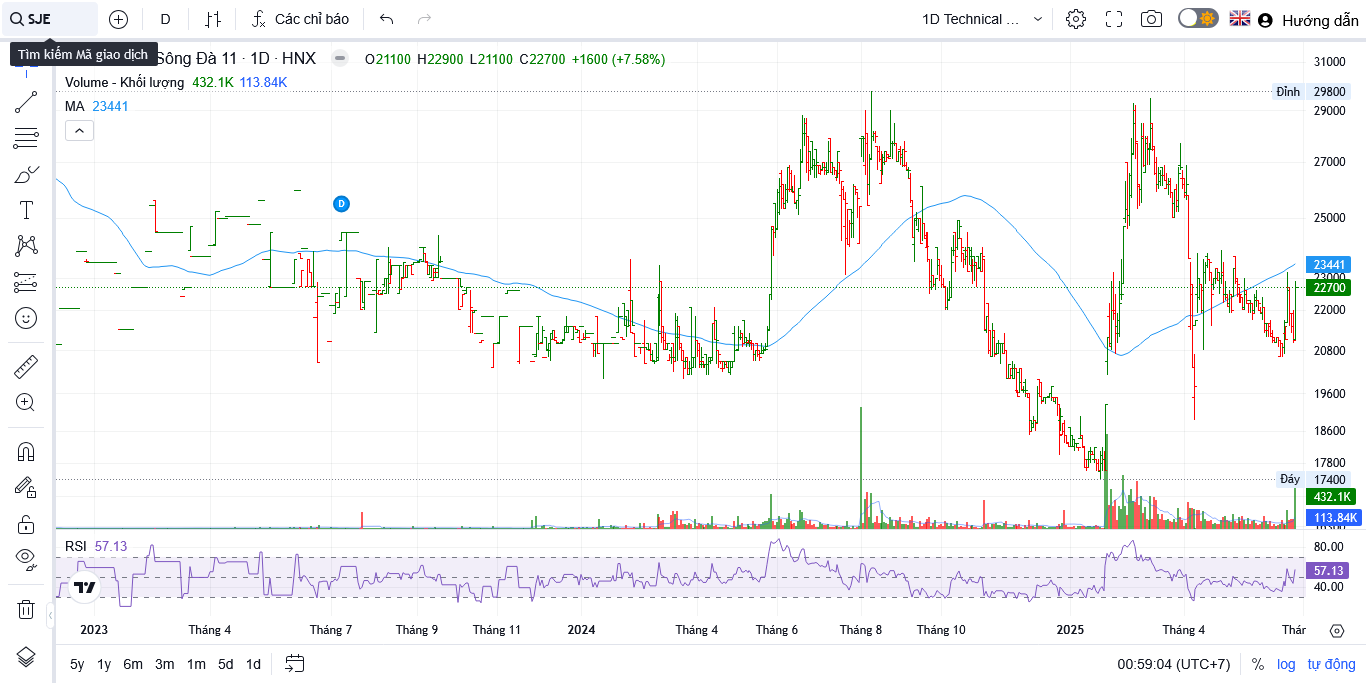 SJE D Các chỉ báo 1D Technical ... Hướng dẫn
Tìm kiếm Mã giao dịch
Sông Đà 11 · 1D · HNX O21100 H22900 L21100 C22700 +1600 (+7.58%)
Volume - Khối lượng 432.1K 113.84K
MA 23441
D
31000
Đỉnh 29800
29000
27000
25000
23441
23000
22700
22000
20800
19600
18600
17800
Đáy 17400
432.1K
113.84K
RSI 57.13
80.00
57.13
40.00
2023 Tháng 4 Tháng 7 Tháng 9 Tháng 11 2024 Tháng 4 Tháng 6 Tháng 8 Tháng 10 2025 Tháng 4 Thár
5y 1y 6m 3m 1m 5d 1d 00:59:04 (UTC+7) % log tự động